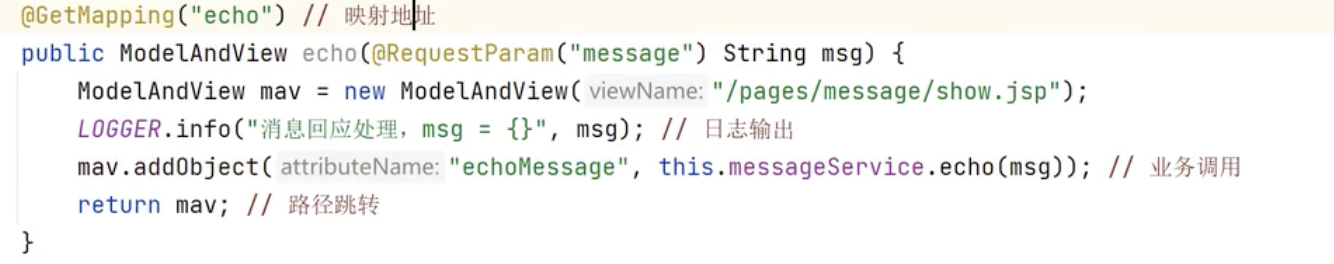 @GetMapping("echo") // 映射地址
public ModelAndView echo(@RequestParam("message") String msg) {
    ModelAndView mav = new ModelAndView( viewName: "/pages/message/show.jsp");
    LOGGER.info("消息回应处理，msg = {}", msg); // 日志输出
    mav.addObject( attributeName: "echoMessage", this.messageService.echo(msg)); // 业务调用
    return mav; // 路径跳转
}